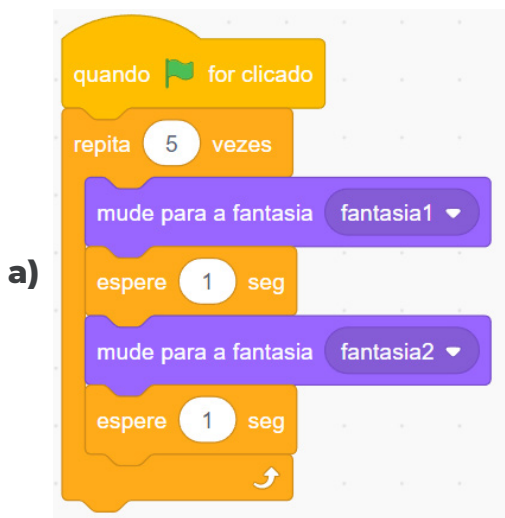 quando for clicado
repita 5 vezes
mude para a fantasia fantasia1
a)
espere 1 seg
mude para a fantasia fantasia2
espere 1 seg